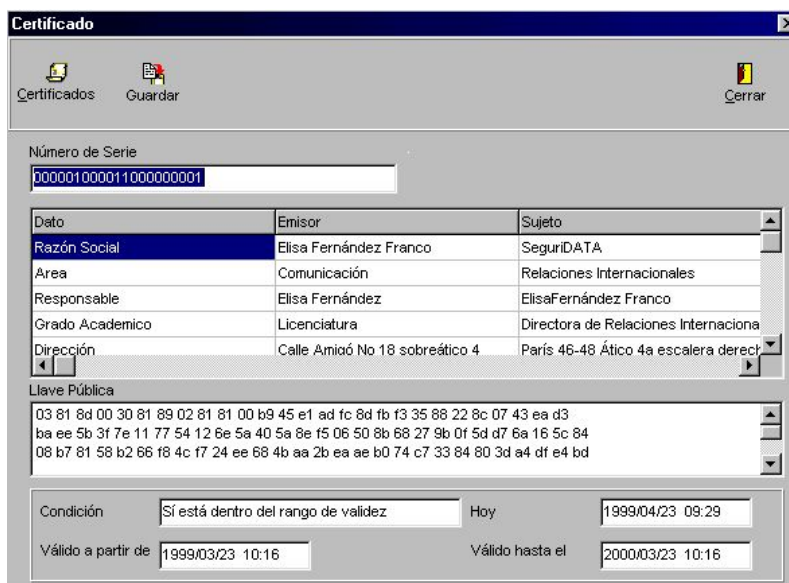 Certificado
Certificados Guardar Cerrar
Número de Serie
00000100001100000001
Dato Emisor Sujeto
Razón Social Elisa Fernández Franco SeguriDATA
Area Comunicación Relaciones Internacionales
Responsable Elisa Fernández ElisaFernández Franco
Grado Academico Licenciatura Directora de Relaciones Internaciona
Dirección Calle Amigó No 18 sobreático 4 París 46-48 Ático 4a escalera derech
Llave Pública
03 81 8d 00 30 81 89 02 81 81 00 b9 45 e1 ad fc 8d fb f3 35 88 22 8c 07 43 ea d3
ba ee 5b 3f 7e 11 77 54 12 6e 5a 40 5a 8e f5 06 50 8b 68 27 9b 0f 5d d7 6a 16 5c 84
08 b7 81 58 b2 66 f8 4c f7 24 ee 68 4b aa 2b ea ae b0 74 c7 33 84 80 3d a4 df e4 bd
Condición Sí está dentro del rango de validez Hoy 1999/04/23 09:29
Válido a partir de 1999/03/23 10:16 Válido hasta el 2000/03/23 10:16